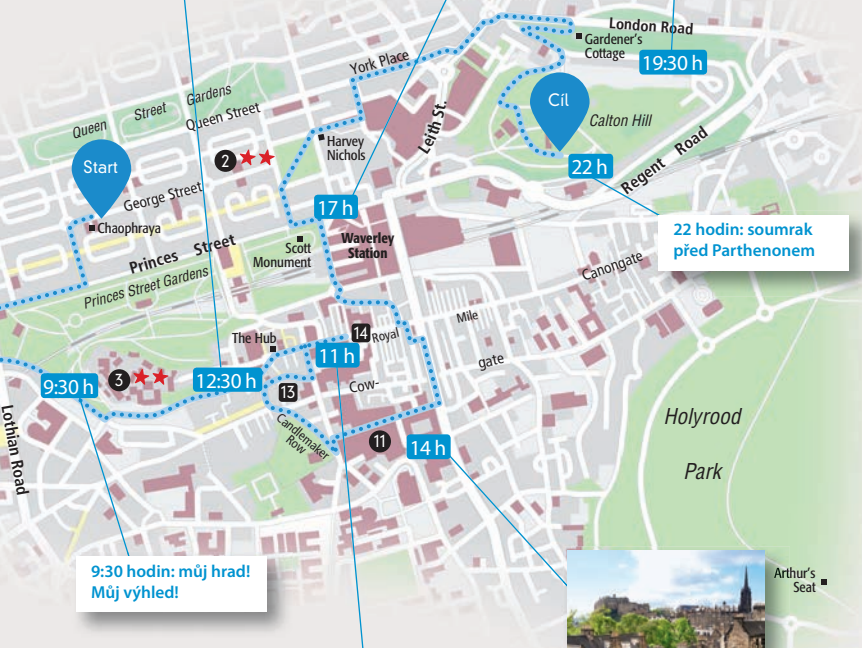 London Road
Gardener's
Cottage
19:30 h
York Place
Queen Street Gardens
Queen Street
Leith St.
Cíl
Calton Hill
Harvey
Nichols
2
Start
22 h
Regent Road
George Street
17 h
Chaophraya
Princes Street
Scott
Monument
Waverley
Station
22 hodin: soumrak
před Parthenonem
Princes Street Gardens
Canongate
Mile
Royal
14
The Hub
11 h
gate
9:30 h
3
12:30 h
13
Cow-
Lothian Road
Candlemaker
Row
11
14 h
Holyrood
Park
9:30 hodin: můj hrad!
Můj výhled!
Arthur's
Seat